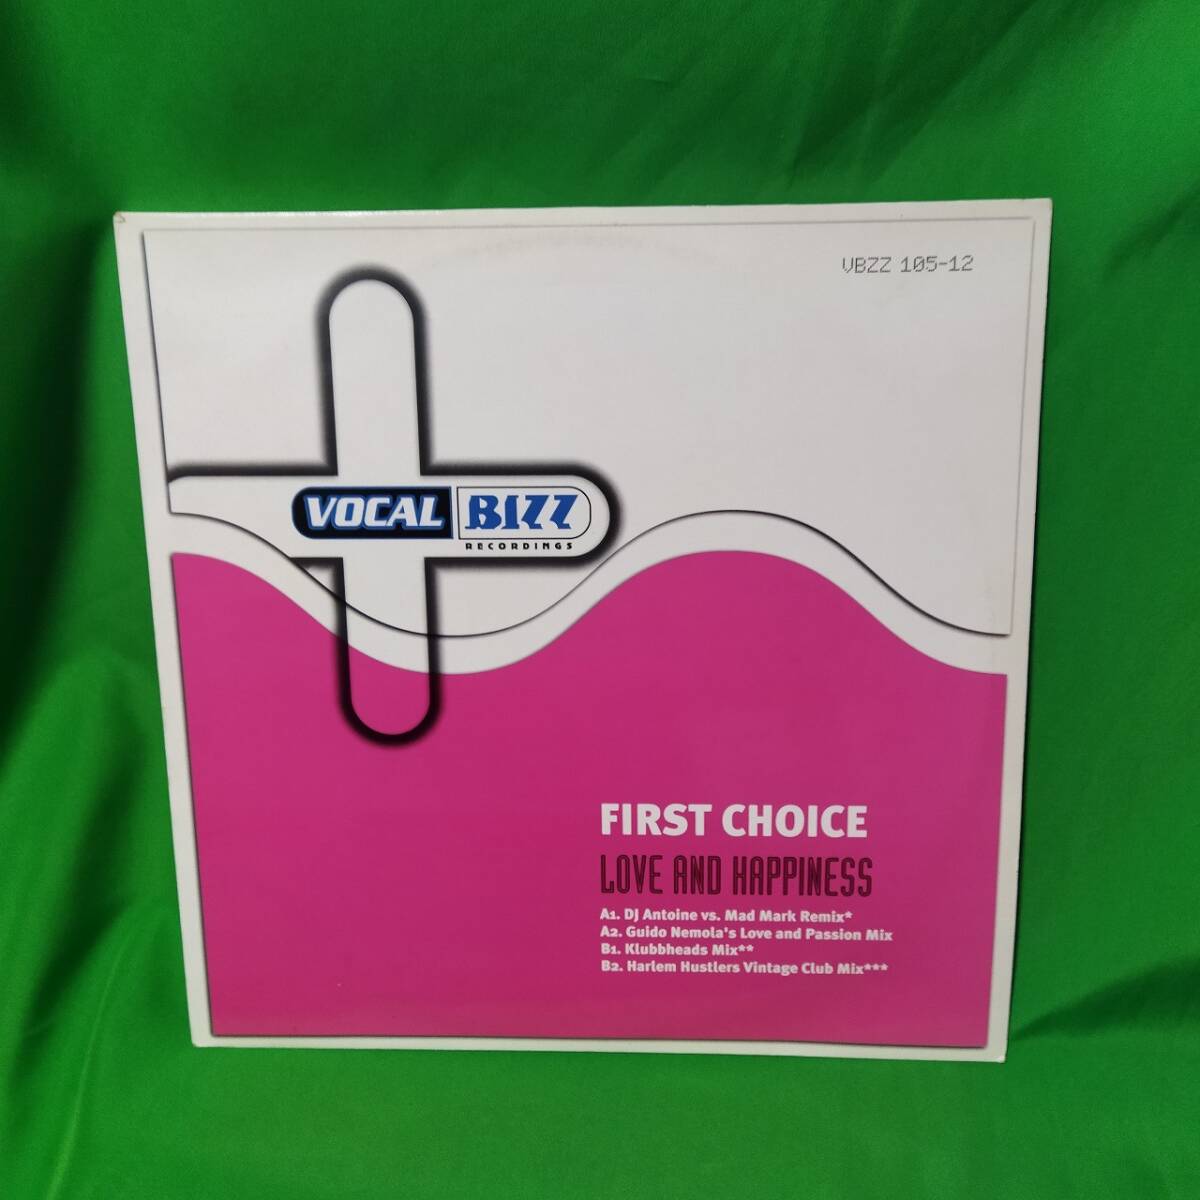 VBZZ 105-12
VOCAL BIZZ
RECORDINGS
FIRST CHOICE
LOVE AND HAPPINESS
A1. DJ Antoine vs. Mad Mark Remix*
A2. Guido Nemola's Love and Passion Mix
B1. Klubbheads Mix**
B2. Harlem Hustlers Vintage Club Mix***